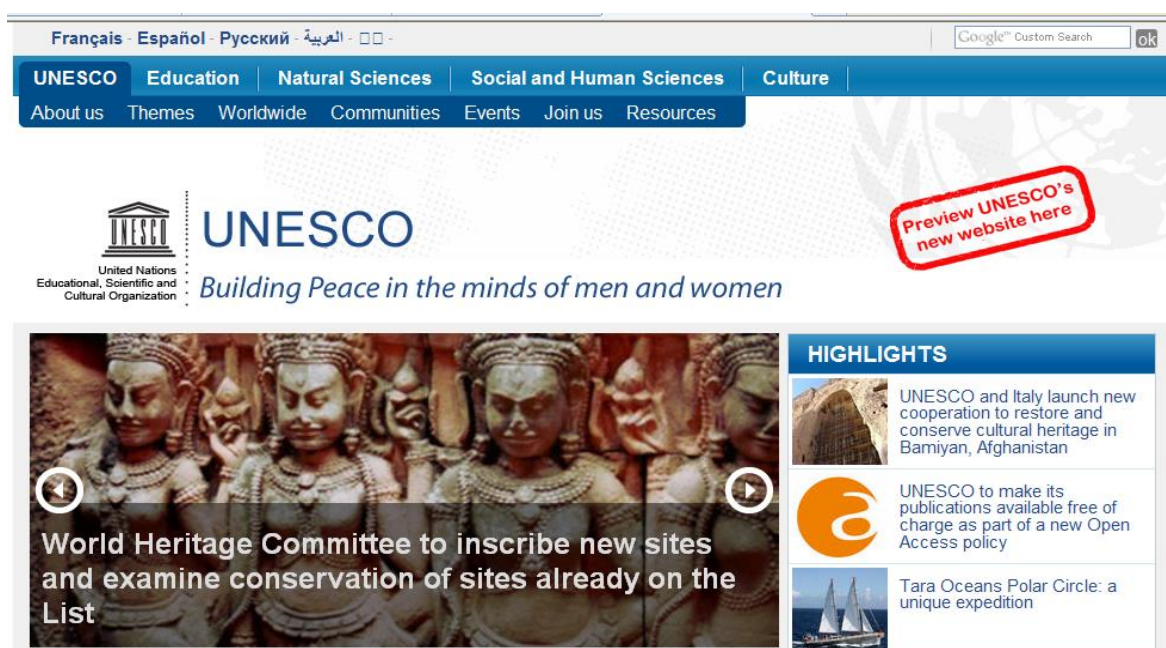 Français - Español - Русский - العربية - □□ -
Google™ Custom Search
ok
UNESCO Education Natural Sciences Social and Human Sciences Culture
About us Themes Worldwide Communities Events Join us Resources
UNESCO
United Nations
Educational, Scientific and
Cultural Organization
UNESCO
Building Peace in the minds of men and women
Preview UNESCO's
new website here
World Heritage Committee to inscribe new sites
and examine conservation of sites already on the
List
HIGHLIGHTS
UNESCO and Italy launch new
cooperation to restore and
conserve cultural heritage in
Bamiyan, Afghanistan
UNESCO to make its
publications available free of
charge as part of a new Open
Access policy
Tara Oceans Polar Circle: a
unique expedition